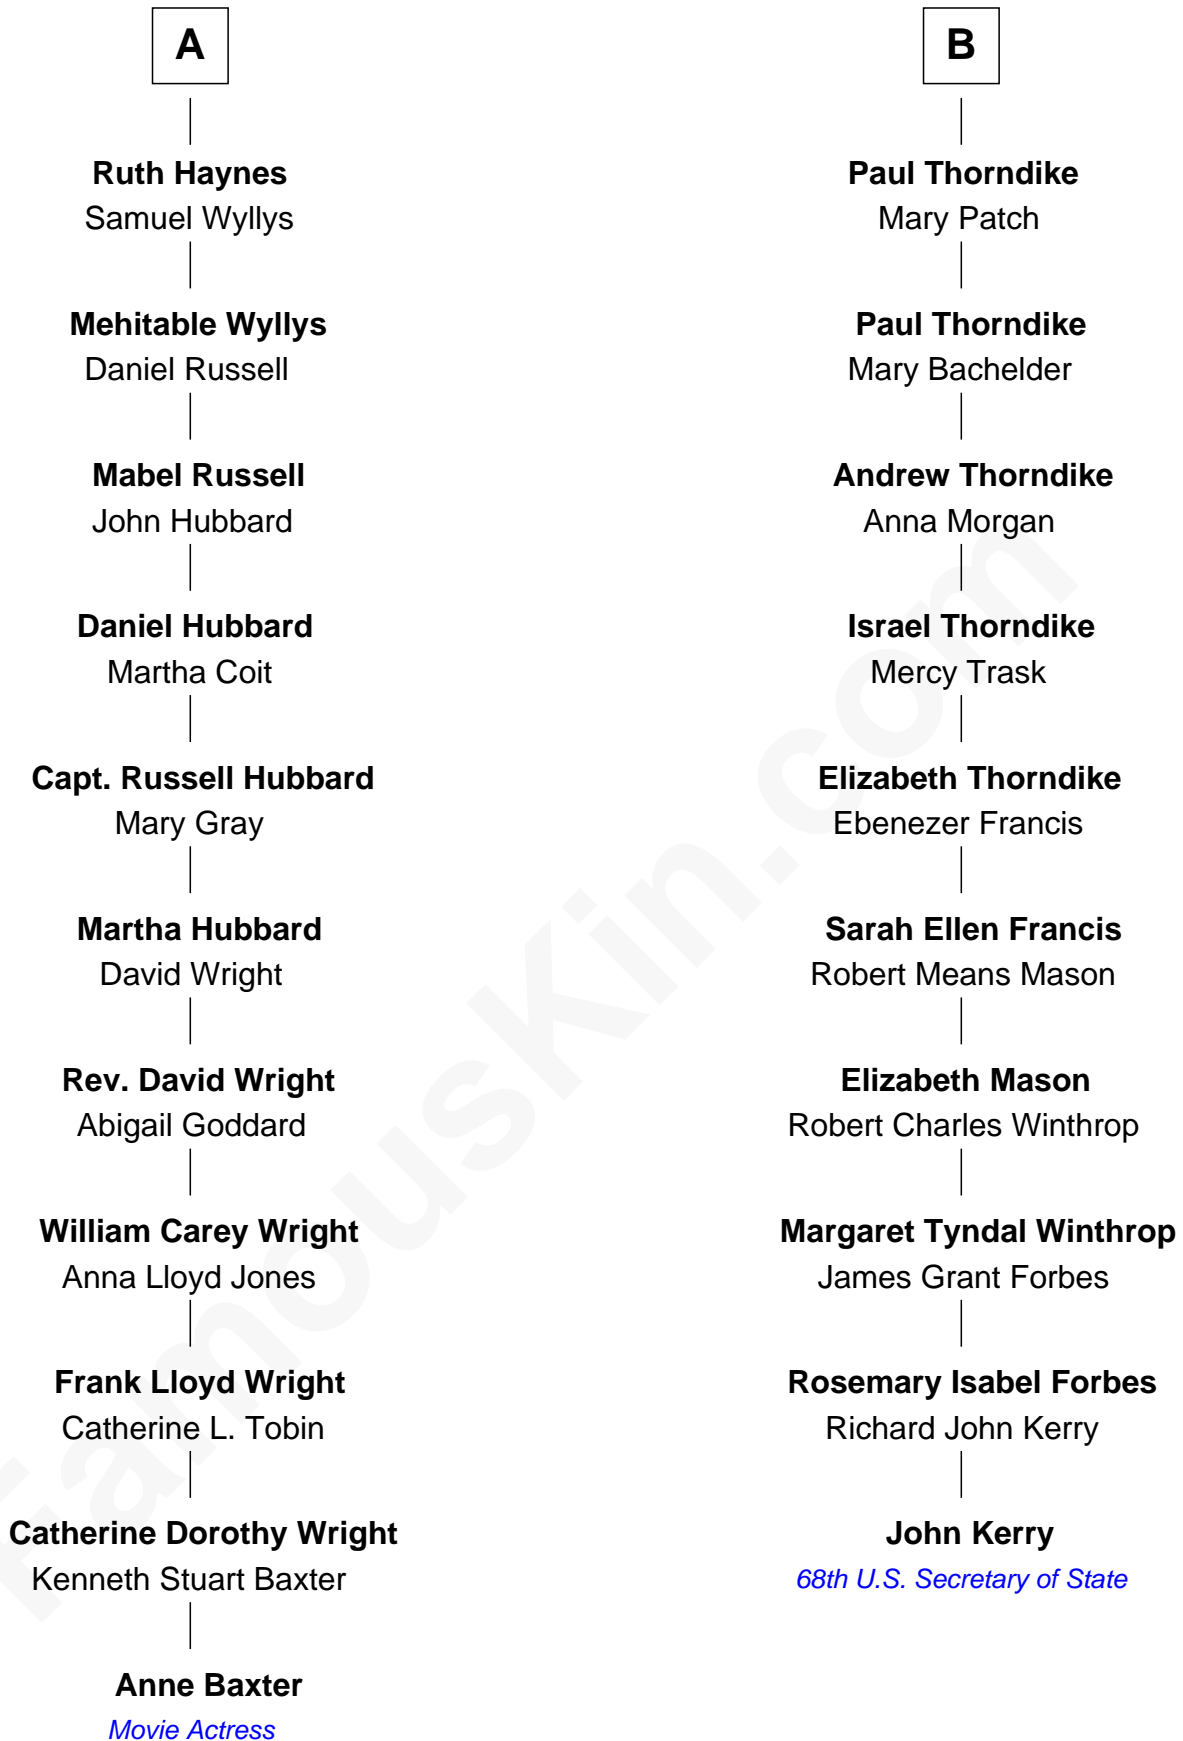 A
Ruth Haynes
Samuel Wyllys
Mehitable Wyllys
Daniel Russell
Mabel Russell
John Hubbard
Daniel Hubbard
Martha Coit
Capt. Russell Hubbard
Mary Gray
Martha Hubbard
David Wright
Rev. David Wright
Abigail Goddard
William Carey Wright
Anna Lloyd Jones
Frank Lloyd Wright
Catherine L. Tobin
Catherine Dorothy Wright
Kenneth Stuart Baxter
Anne Baxter
Movie Actress
B
Paul Thorndike
Mary Patch
Paul Thorndike
Mary Bachelder
Andrew Thorndike
Anna Morgan
Israel Thorndike
Mercy Trask
Elizabeth Thorndike
Ebenezer Francis
Sarah Ellen Francis
Robert Means Mason
Elizabeth Mason
Robert Charles Winthrop
Margaret Tyndal Winthrop
James Grant Forbes
Rosemary Isabel Forbes
Richard John Kerry
John Kerry
68th U.S. Secretary of State
FamousKin.com